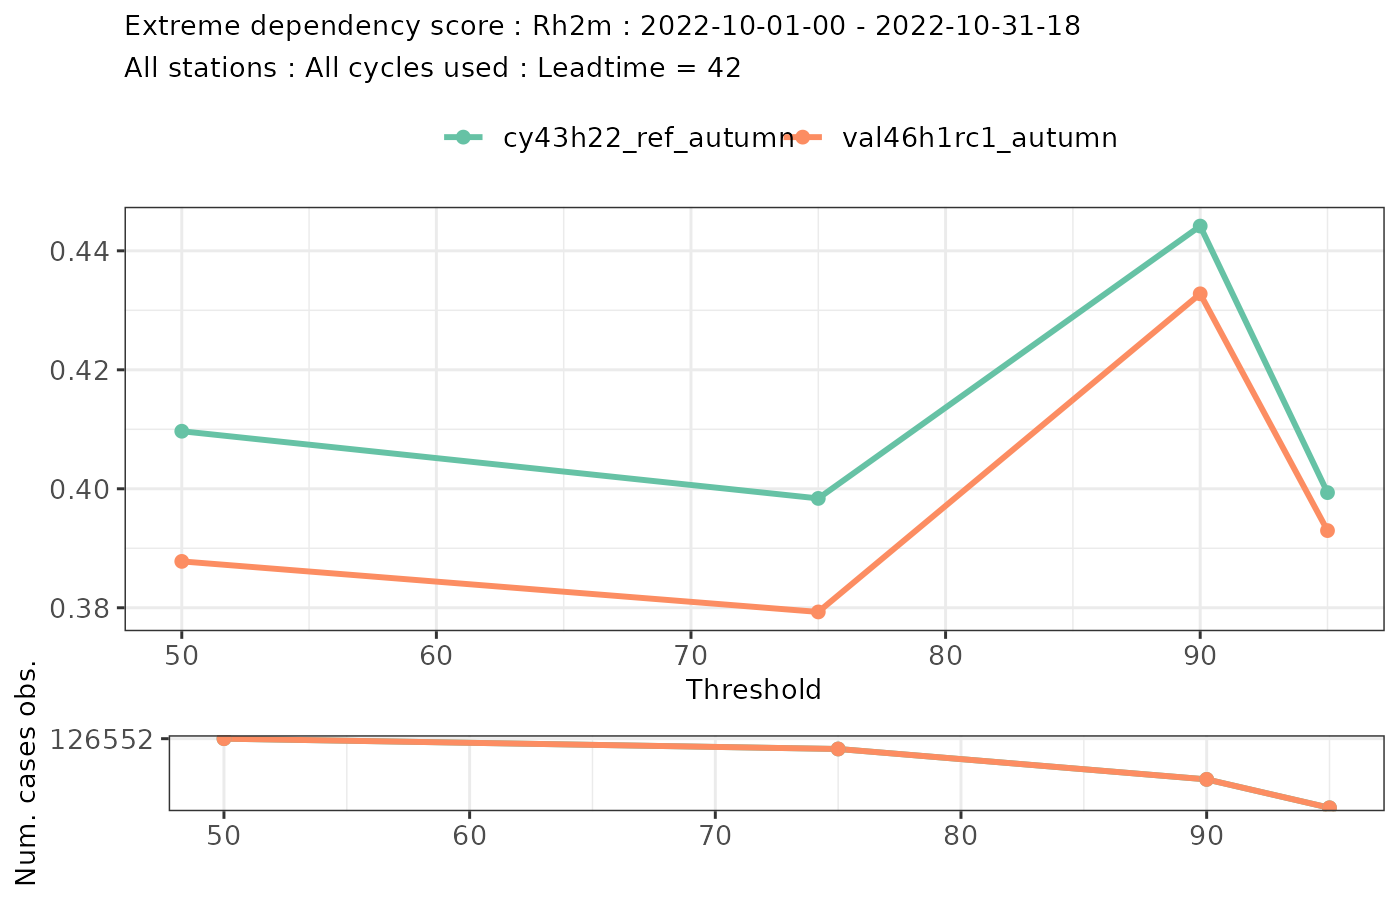 Extreme dependency score : Rh2m : 2022-10-01-00 - 2022-10-31-18
All stations : All cycles used : Leadtime = 42
cy43h22_ref_autumn val46h1rc1_autumn
0.44
0.42
0.40
0.38
50 60 70 80 90
Threshold
Num. cases obs.
126552
50 60 70 80 90